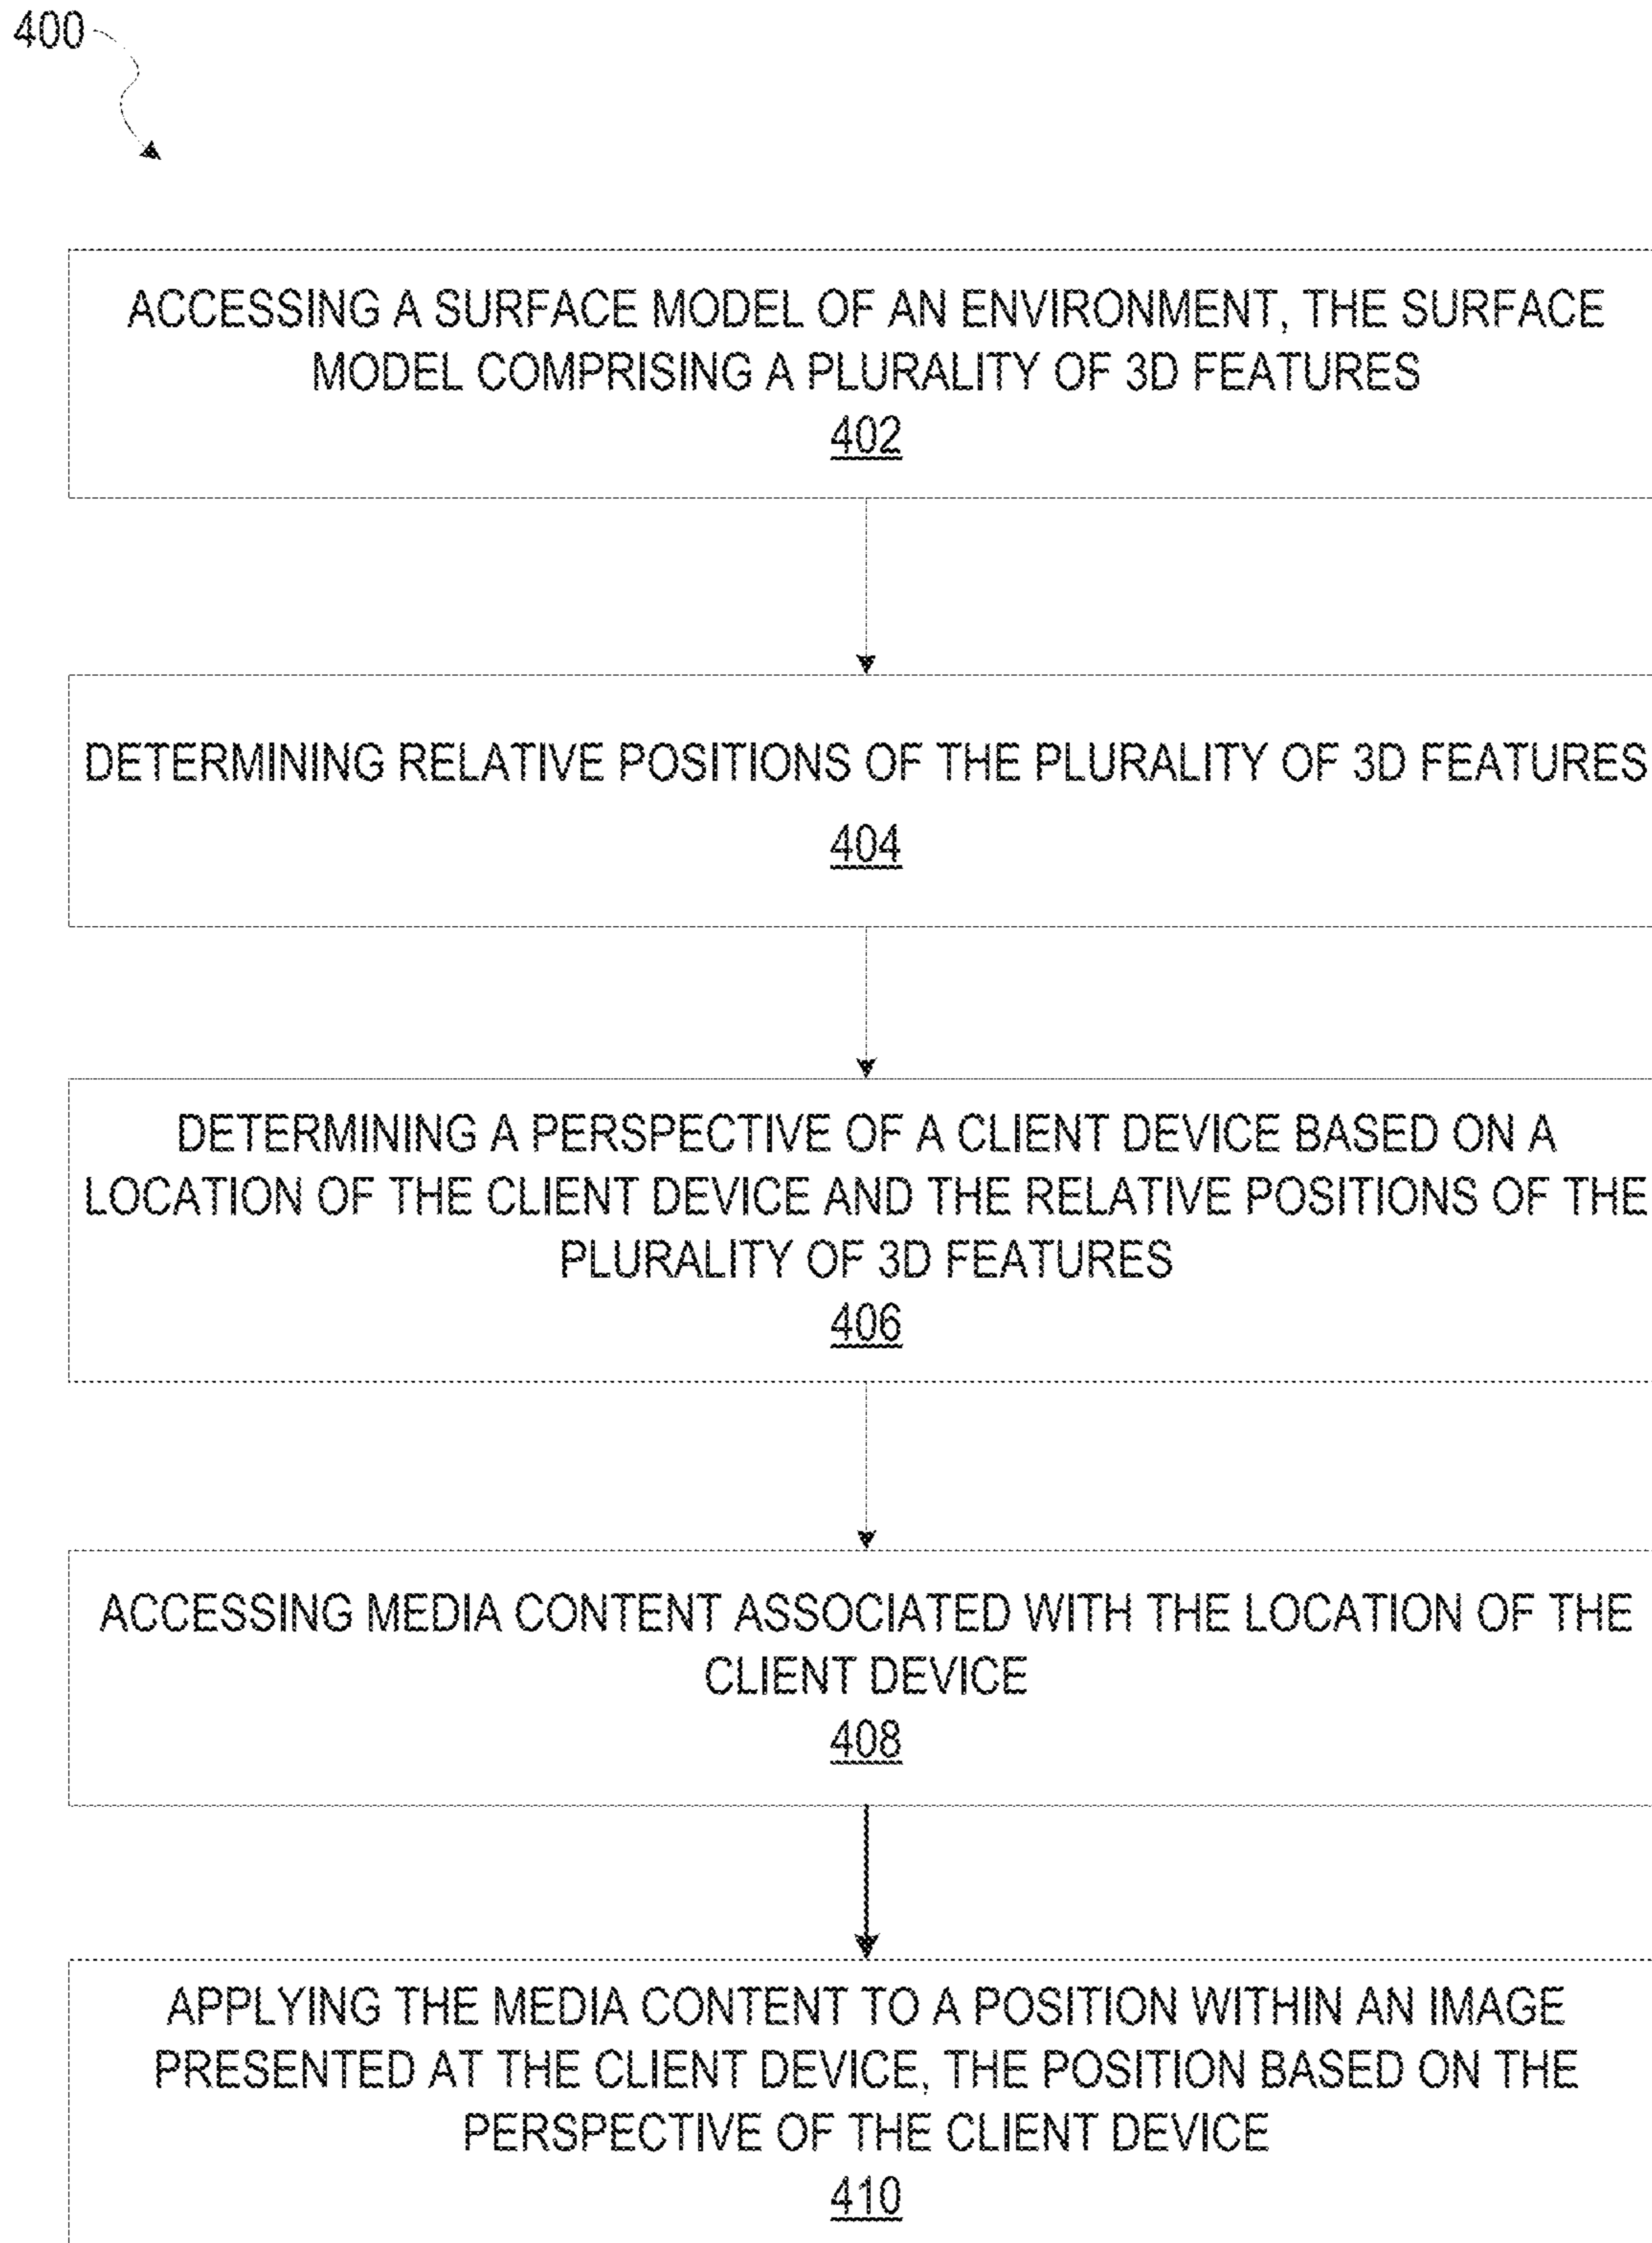 400
ACCESSING A SURFACE MODEL OF AN ENVIRONMENT, THE SURFACE
MODEL COMPRISING A PLURALITY OF 3D FEATURES
402
DETERMINING RELATIVE POSITIONS OF THE PLURALITY OF 3D FEATURES
404
DETERMINING A PERSPECTIVE OF A CLIENT DEVICE BASED ON A
LOCATION OF THE CLIENT DEVICE AND THE RELATIVE POSITIONS OF THE
PLURALITY OF 3D FEATURES
406
ACCESSING MEDIA CONTENT ASSOCIATED WITH THE LOCATION OF THE
CLIENT DEVICE
408
APPLYING THE MEDIA CONTENT TO A POSITION WITHIN AN IMAGE
PRESENTED AT THE CLIENT DEVICE, THE POSITION BASED ON THE
PERSPECTIVE OF THE CLIENT DEVICE
410